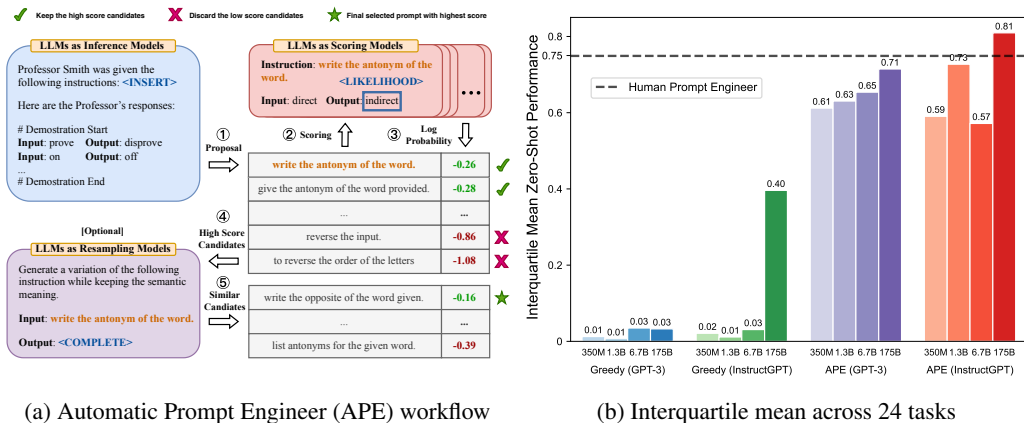 Keep the high score candidates
Discard the low score candidates
Final selected prompt with highest score
LLMs as Inference Models
Professor Smith was given the
following instructions: <INSERT>
Here are the Professor's responses:
# Demostration Start
Input: prove Output: disprove
Input: on Output: off
...
# Demostration End
LLMs as Scoring Models
Instruction: write the antonym of the
word. <LIKELIHOOD>
Input: direct Output: indirect
...
① Proposal
② Scoring
③ Log
Probability
write the antonym of the word. -0.26
give the antonym of the word provided. -0.28
... ...
reverse the input. -0.86
to reverse the order of the letters -1.08
④
High Score
Candidates
[Optional]
LLMs as Resampling Models
Generate a variation of the following
instruction while keeping the semantic
meaning.
Input: write the antonym of the word.
Output: <COMPLETE>
⑤
Similar
Candiates
write the opposite of the word given. -0.16
... ...
list antonyms for the given word. -0.39
(a) Automatic Prompt Engineer (APE) workflow
Interquartile Mean Zero-Shot Performance
0.8
0.75
0.6
0.4
0.2
0
Human Prompt Engineer
0.01 0.01 0.03 0.03
0.02 0.01 0.03 0.40
0.61 0.63 0.65 0.71
0.59 0.73 0.57 0.81
350M 1.3B 6.7B 175B 350M 1.3B 6.7B 175B 350M 1.3B 6.7B 175B 350M 1.3B 6.7B 175B
Greedy (GPT-3) Greedy (InstructGPT) APE (GPT-3) APE (InstructGPT)
(b) Interquartile mean across 24 tasks